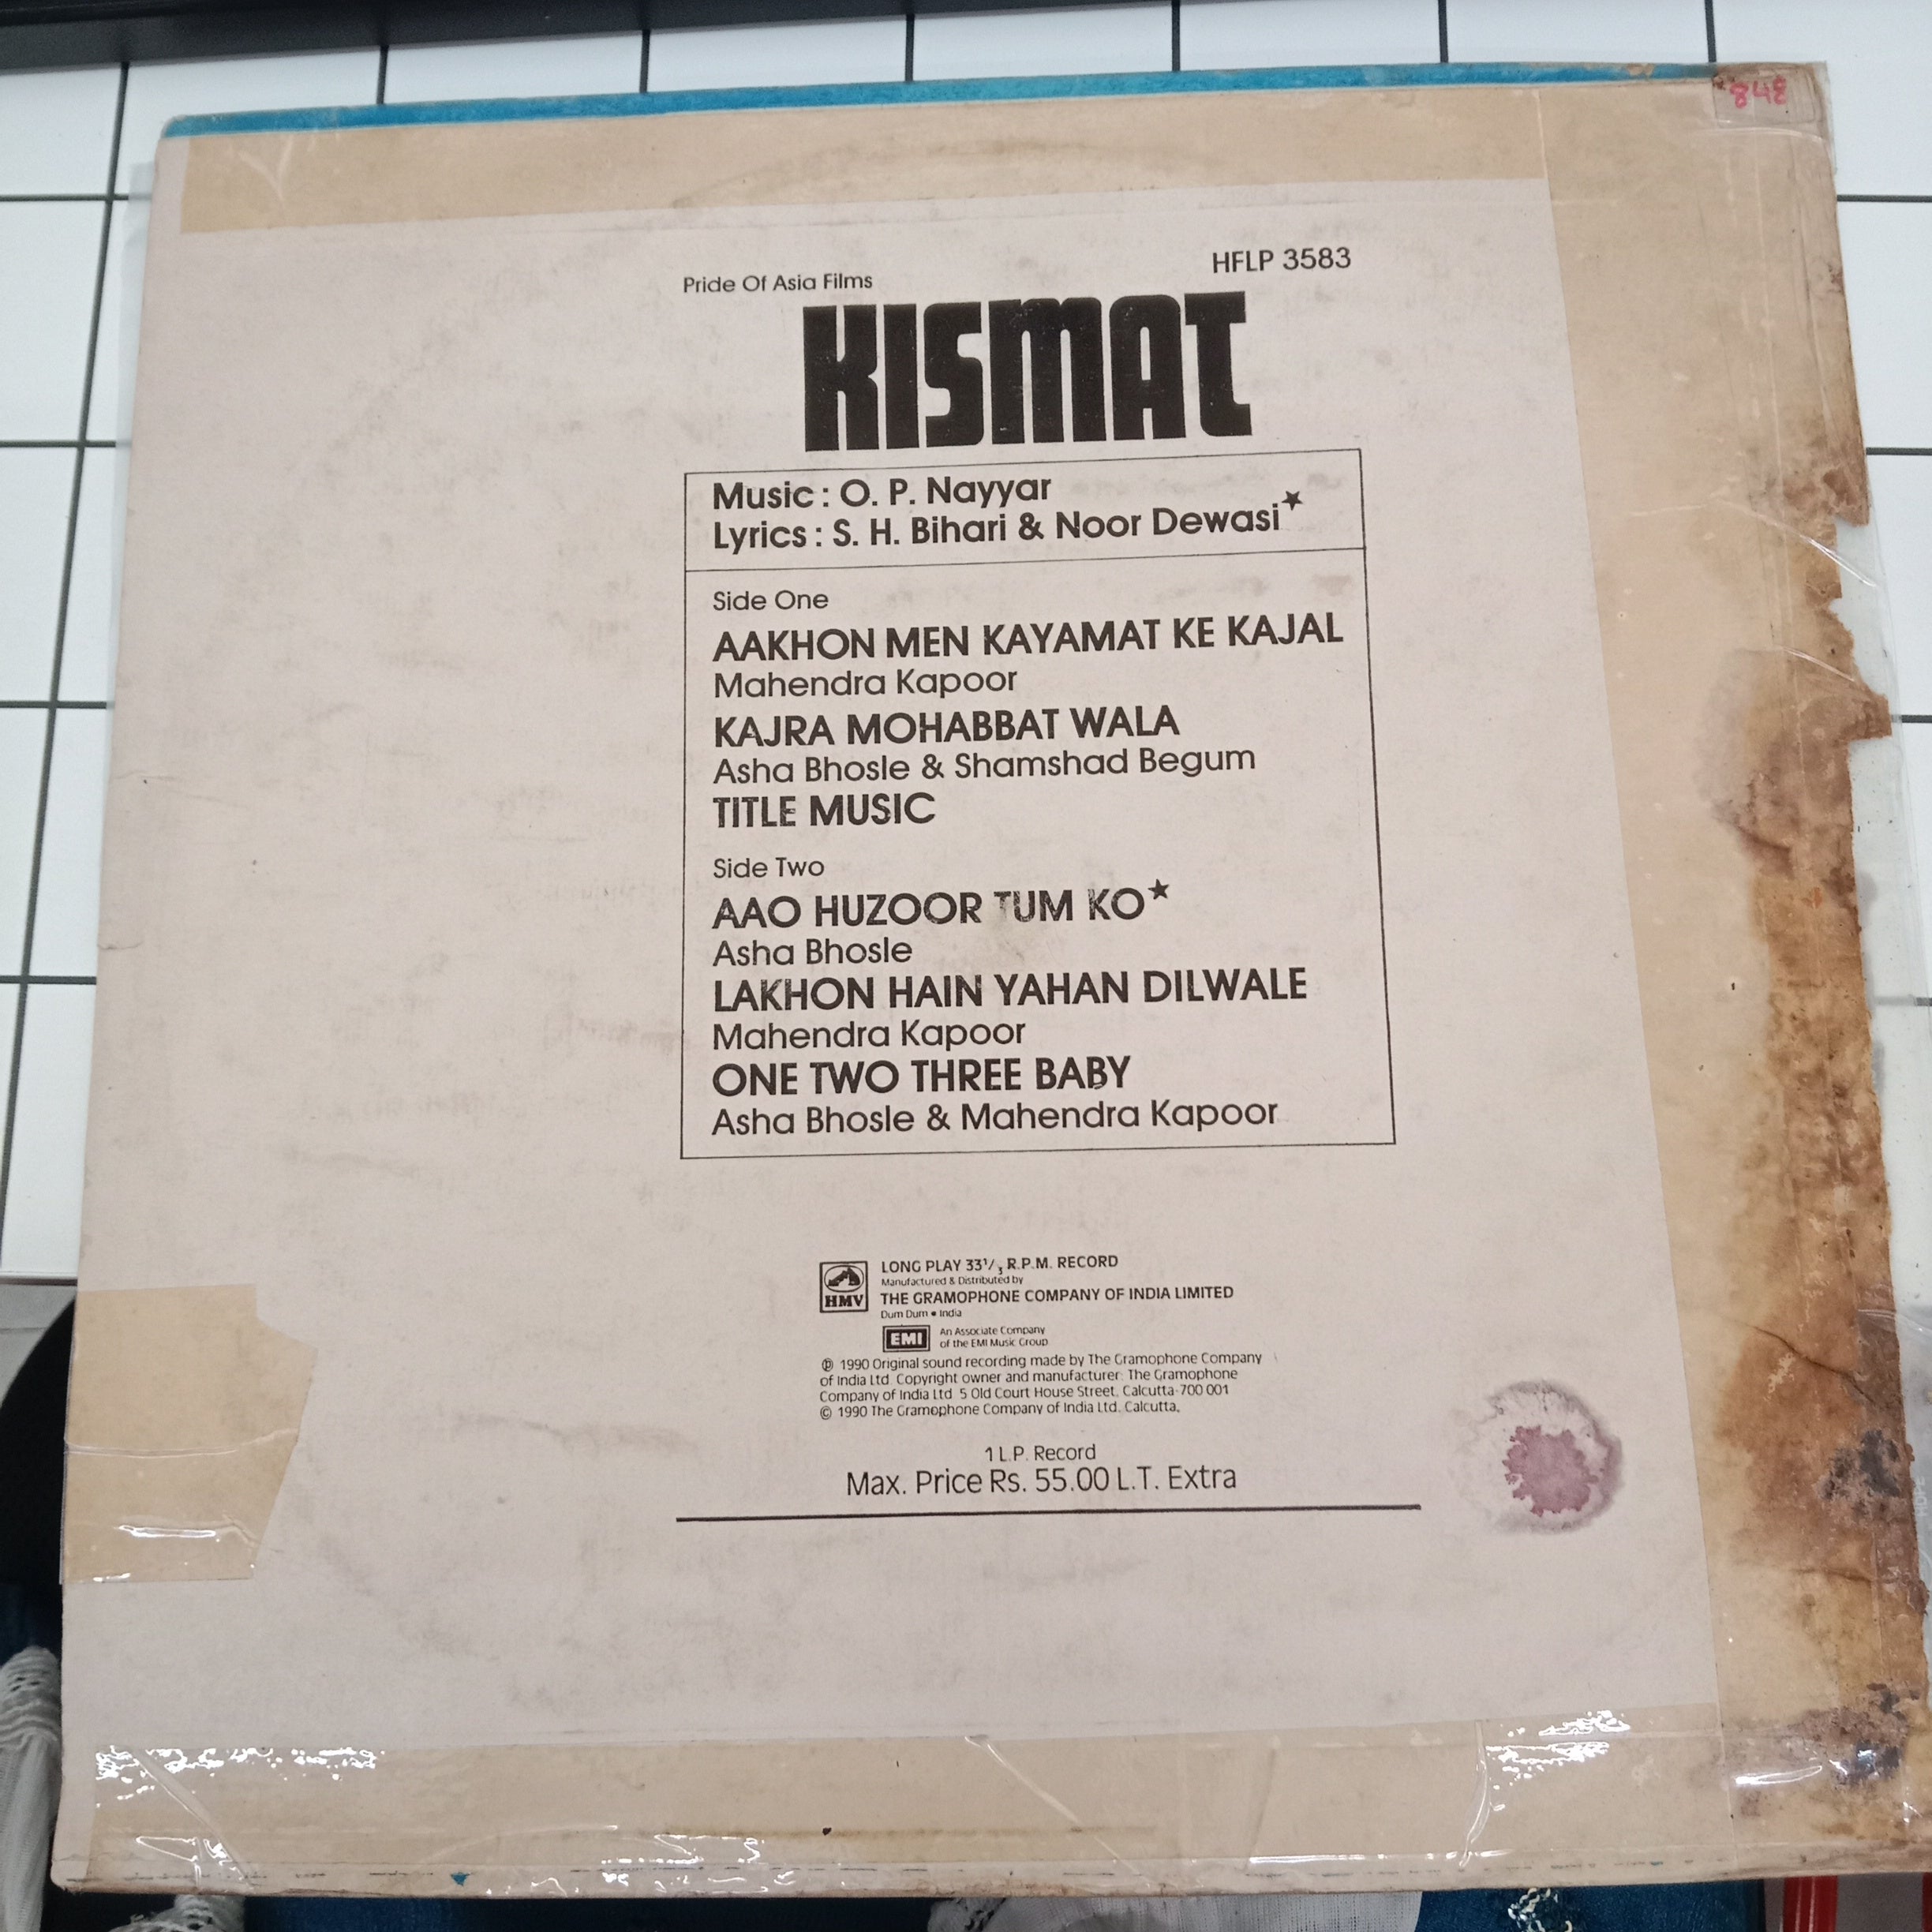 848
Pride Of Asia Films
HFLP 3583
KISMAT
Music : O. P. Nayyar
Lyrics : S. H. Bihari & Noor Dewasi★
Side One
AAKHON MEN KAYAMAT KE KAJAL
Mahendra Kapoor
KAJRA MOHABBAT WALA
Asha Bhosle & Shamshad Begum
TITLE MUSIC
Side Two
AAO HUZOOR TUM KO★
Asha Bhosle
LAKHON HAIN YAHAN DILWALE
Mahendra Kapoor
ONE TWO THREE BABY
Asha Bhosle & Mahendra Kapoor
HMV
LONG PLAY 33 1/3 R.P.M. RECORD
Manufactured & Distributed by
THE GRAMOPHONE COMPANY OF INDIA LIMITED
Dum Dum • India
EMI
An Associate Company
of the EMI Music Group
℗ 1990 Original sound recording made by The Gramophone Company
of India Ltd. Copyright owner and manufacturer: The Gramophone
Company of India Ltd. 5 Old Court House Street, Calcutta-700 001
© 1990 The Gramophone Company of India Ltd. Calcutta.
1 L.P. Record
Max. Price Rs. 55.00 L.T. Extra